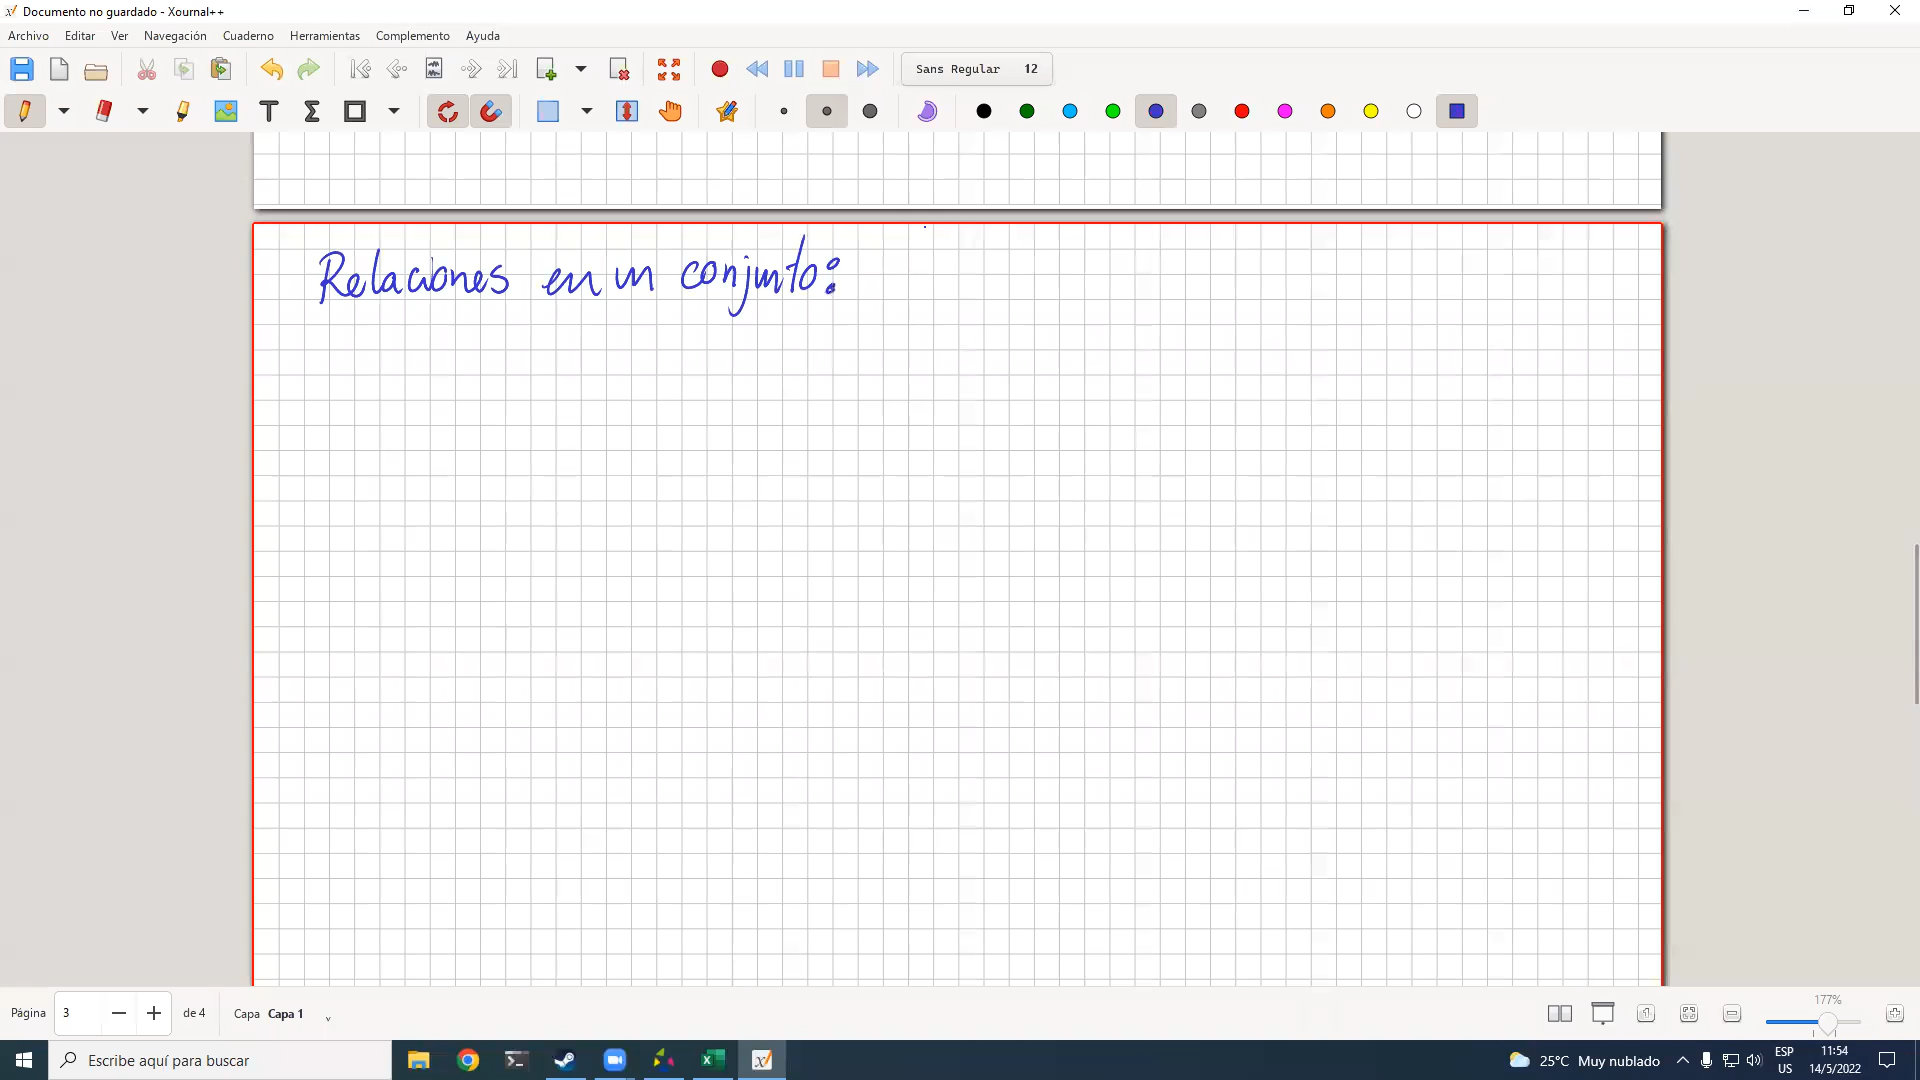 Documento no guardado - Xournal++
Archivo Editar Ver Navegación Cuaderno Herramientas Complemento Ayuda
Sans Regular 12
Relaciones en un conjunto:
Página 3 de 4 Capa Capa 1
177%
Escribe aquí para buscar
25°C Muy nublado
ESP
US
11:54
14/5/2022